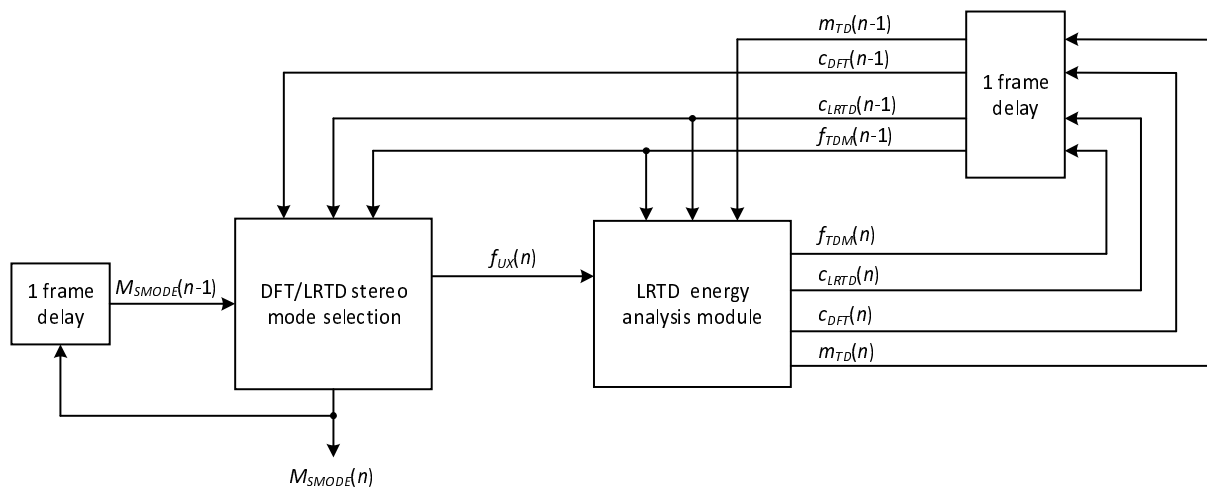 m_TD(n-1)
c_DFT(n-1)
1 frame
delay
c_LRTD(n-1)
f_TDM(n-1)
f_TDM(n)
f_UX(n)
c_LRTD(n)
1 frame
delay
M_SMODE(n-1)
DFT/LRTD stereo
mode selection
LRTD energy
analysis module
c_DFT(n)
m_TD(n)
M_SMODE(n)